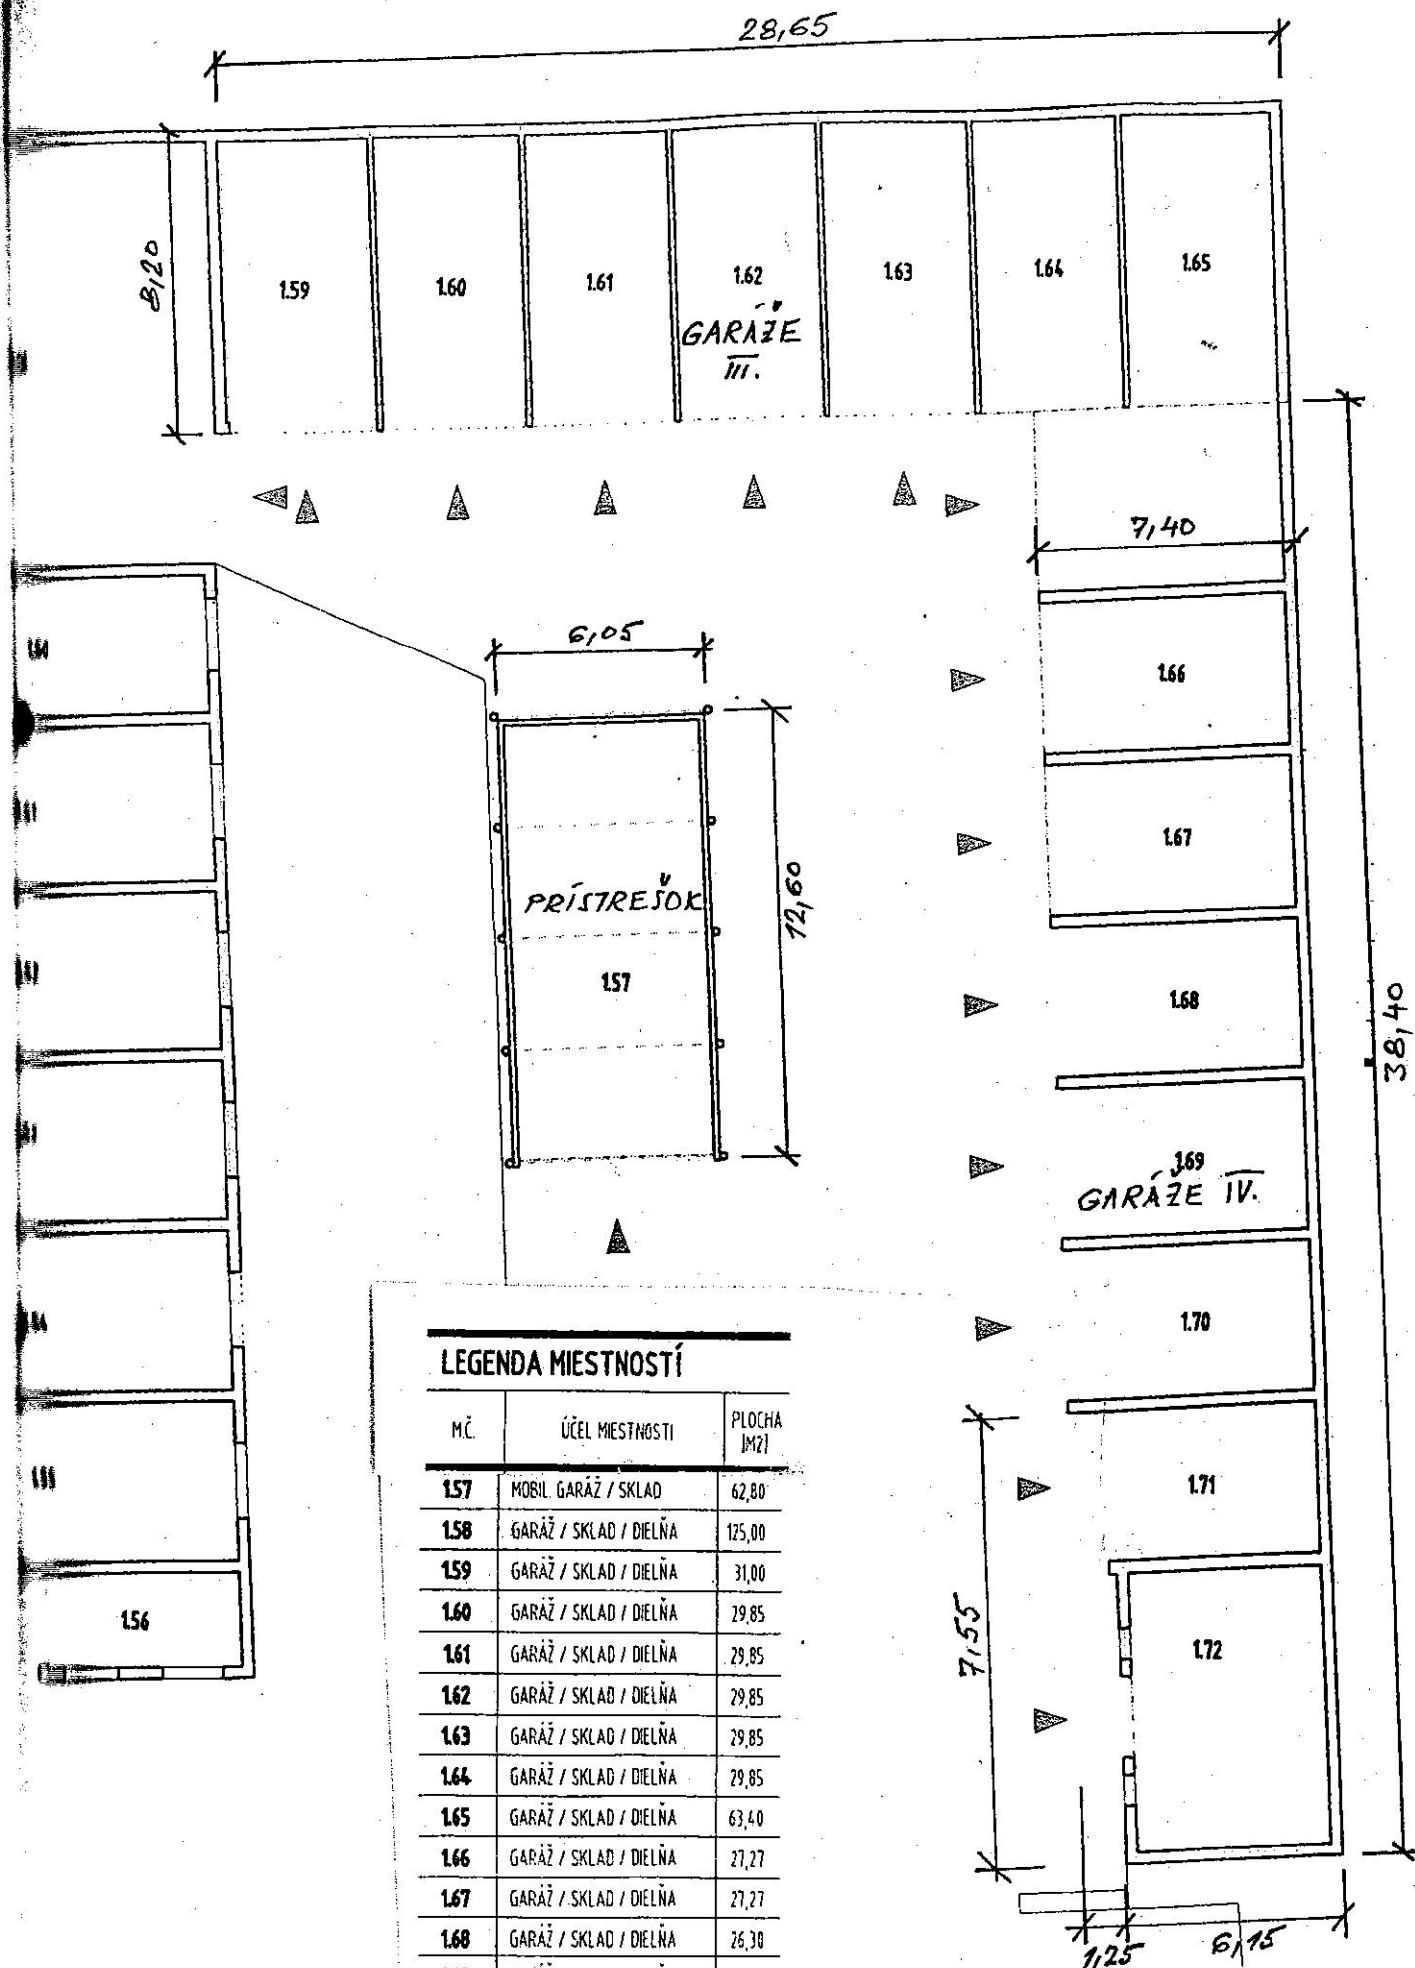 28,65
8,20
1.59
1.60
1.61
1.62
1.63
1.64
1.65
GARÁŽE
III.
7,40
6,05
1.66
1.67
PRÍSTREŠOK
12,60
1.57
1.68
38,40
1.69
GARÁŽE IV.
1.70
1.71
7,55
1.56
1.72
1,25
6,15
LEGENDA MIESTNOSTÍ
M.Č. ÚČEL MIESTNOSTI PLOCHA
[M2]
1.57 MOBIL. GARÁŽ / SKLAD 62,80
1.58 GARÁŽ / SKLAD / DIELŇA 125,00
1.59 GARÁŽ / SKLAD / DIELŇA 31,00
1.60 GARÁŽ / SKLAD / DIELŇA 29,85
1.61 GARÁŽ / SKLAD / DIELŇA 29,85
1.62 GARÁŽ / SKLAD / DIELŇA 29,85
1.63 GARÁŽ / SKLAD / DIELŇA 29,85
1.64 GARÁŽ / SKLAD / DIELŇA 29,85
1.65 GARÁŽ / SKLAD / DIELŇA 63,40
1.66 GARÁŽ / SKLAD / DIELŇA 27,27
1.67 GARÁŽ / SKLAD / DIELŇA 27,27
1.68 GARÁŽ / SKLAD / DIELŇA 26,30